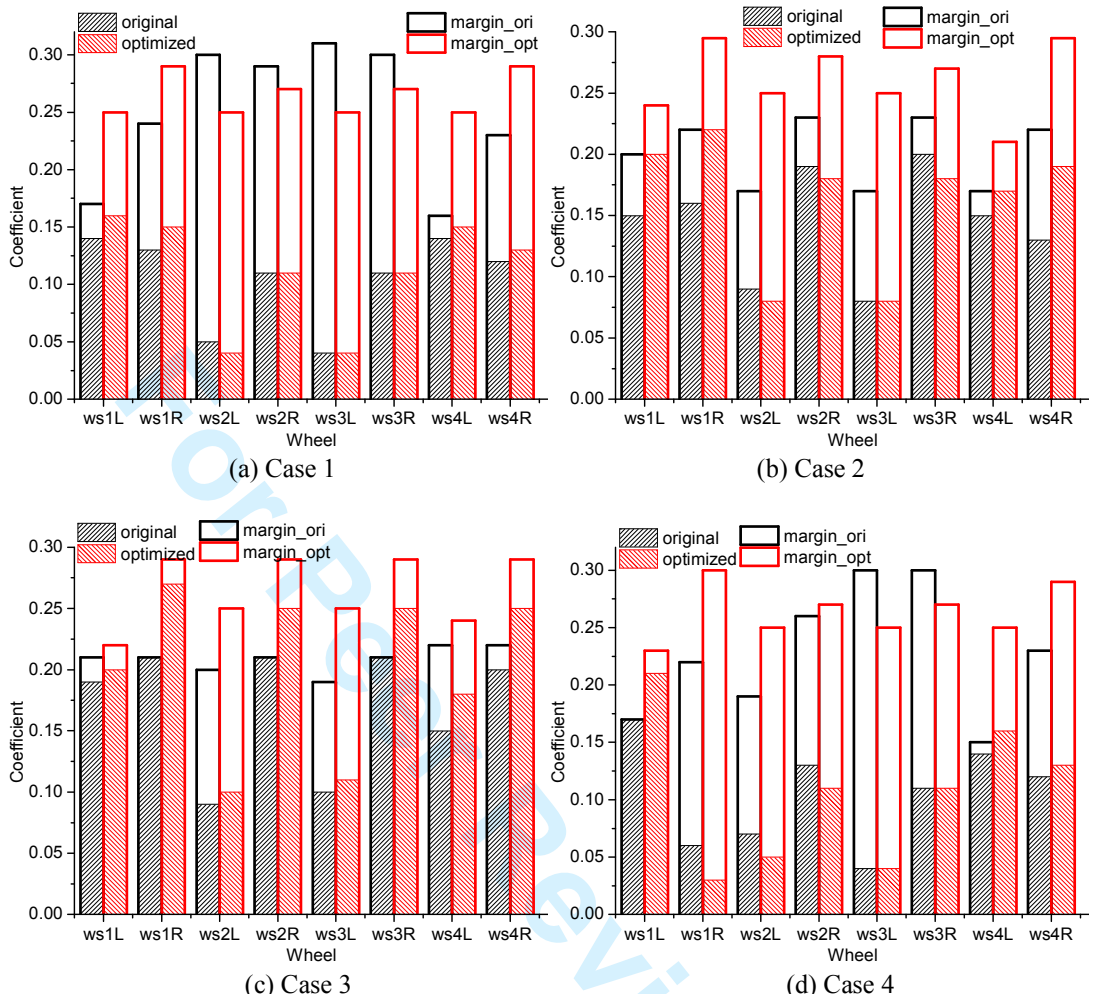 original margin_ori
optimized margin_opt
0.30
0.25
0.20
0.15
0.10
0.05
0.00
Coefficient
ws1L ws1R ws2L ws2R ws3L ws3R ws4L ws4R
Wheel
(a) Case 1
original margin_ori
optimized margin_opt
0.30
0.25
0.20
0.15
0.10
0.05
0.00
Coefficient
ws1L ws1R ws2L ws2R ws3L ws3R ws4L ws4R
Wheel
(b) Case 2
original margin_ori
optimized margin_opt
0.30
0.25
0.20
0.15
0.10
0.05
0.00
Coefficient
ws1L ws1R ws2L ws2R ws3L ws3R ws4L ws4R
Wheel
(c) Case 3
original margin_ori
optimized margin_opt
0.30
0.25
0.20
0.15
0.10
0.05
0.00
Coefficient
ws1L ws1R ws2L ws2R ws3L ws3R ws4L ws4R
Wheel
(d) Case 4
For Peer Revi